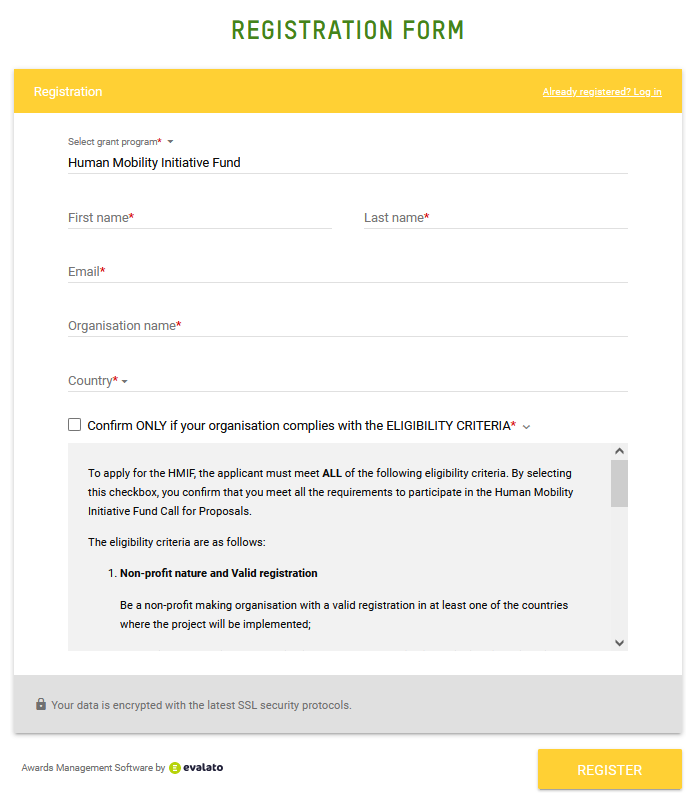 REGISTRATION FORM
Registration
Already registered? Log in
Select grant program*
Human Mobility Initiative Fund
First name*
Last name*
Email*
Organisation name*
Country*
Confirm ONLY if your organisation complies with the ELIGIBILITY CRITERIA*
To apply for the HMIF, the applicant must meet ALL of the following eligibility criteria. By selecting
this checkbox, you confirm that you meet all the requirements to participate in the Human Mobility
Initiative Fund Call for Proposals.
The eligibility criteria are as follows:
1. Non-profit nature and Valid registration
Be a non-profit making organisation with a valid registration in at least one of the countries
where the project will be implemented;
Your data is encrypted with the latest SSL security protocols.
Awards Management Software by evalato
REGISTER